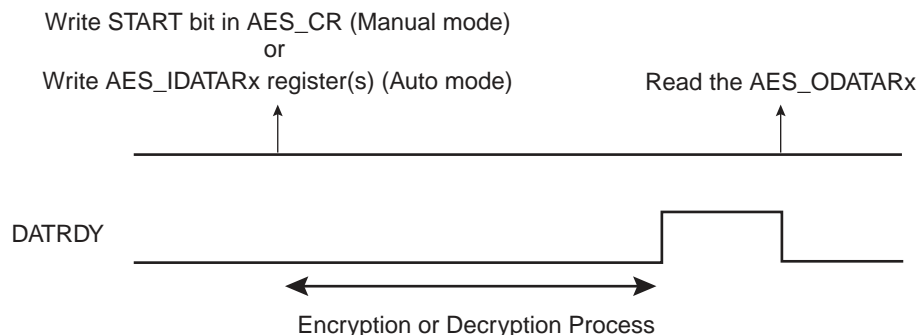 Write START bit in AES_CR (Manual mode)
or
Write AES_IDATARx register(s) (Auto mode)
Read the AES_ODATARx
DATRDY
Encryption or Decryption Process